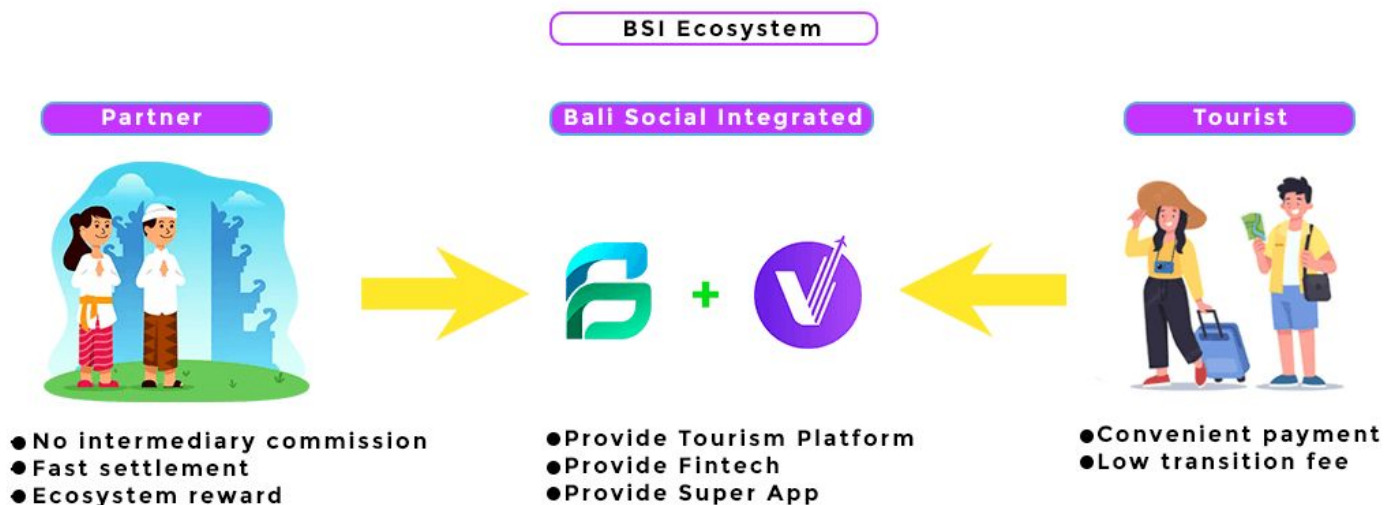 BSI Ecosystem
Partner
Bali Social Integrated
Tourist
● No intermediary commission
● Fast settlement
● Ecosystem reward
●Provide Tourism Platform
●Provide Fintech
●Provide Super App
●Convenient payment
●Low transition fee